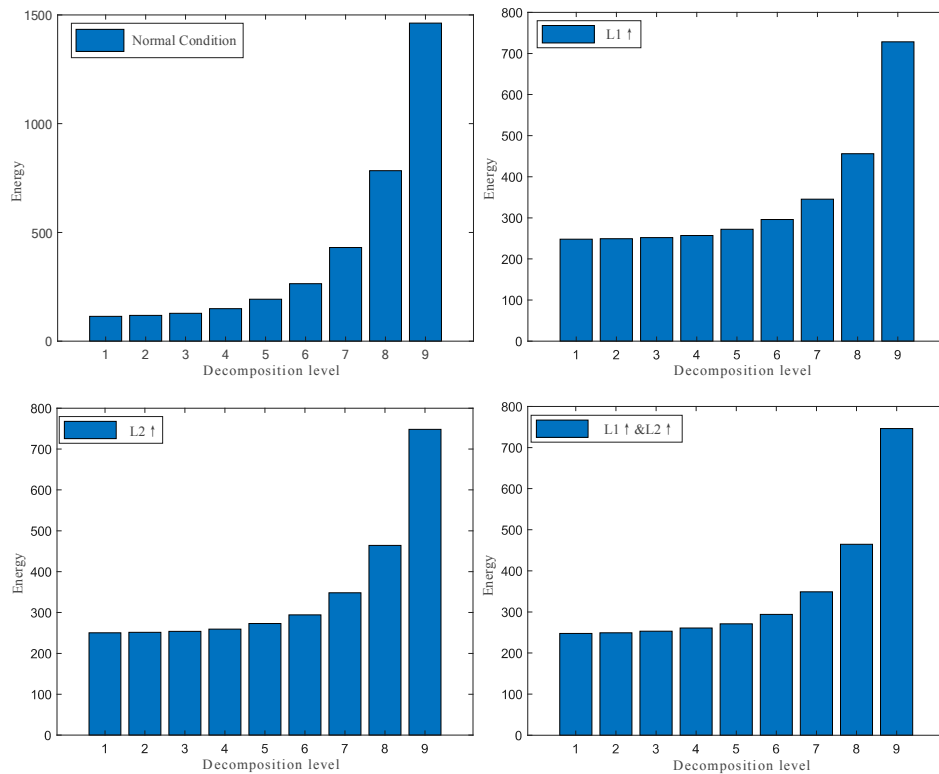 Normal Condition
1500
1000
500
0
Energy
1 2 3 4 5 6 7 8 9
Decomposition level
L1 ↑
800
700
600
500
400
300
200
100
0
Energy
1 2 3 4 5 6 7 8 9
Decomposition level
L2 ↑
800
700
600
500
400
300
200
100
0
Energy
1 2 3 4 5 6 7 8 9
Decomposition level
L1 ↑ &L2 ↑
800
700
600
500
400
300
200
100
0
Energy
1 2 3 4 5 6 7 8 9
Decomposition level